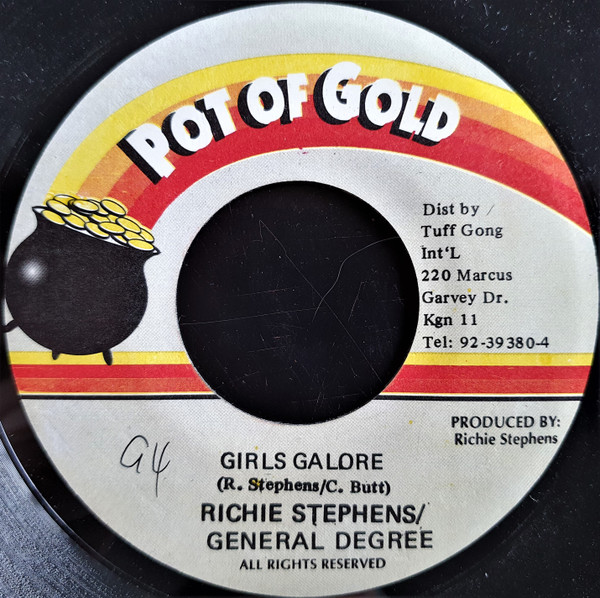 POT OF GOLD
Dist by /
Tuff Gong
Int'L
220 Marcus
Garvey Dr.
Kgn 11
Tel: 92-39380-4
PRODUCED BY:
Richie Stephens
G4
GIRLS GALORE
(R. Stephens/C. Butt)
RICHIE STEPHENS/
GENERAL DEGREE
ALL RIGHTS RESERVED